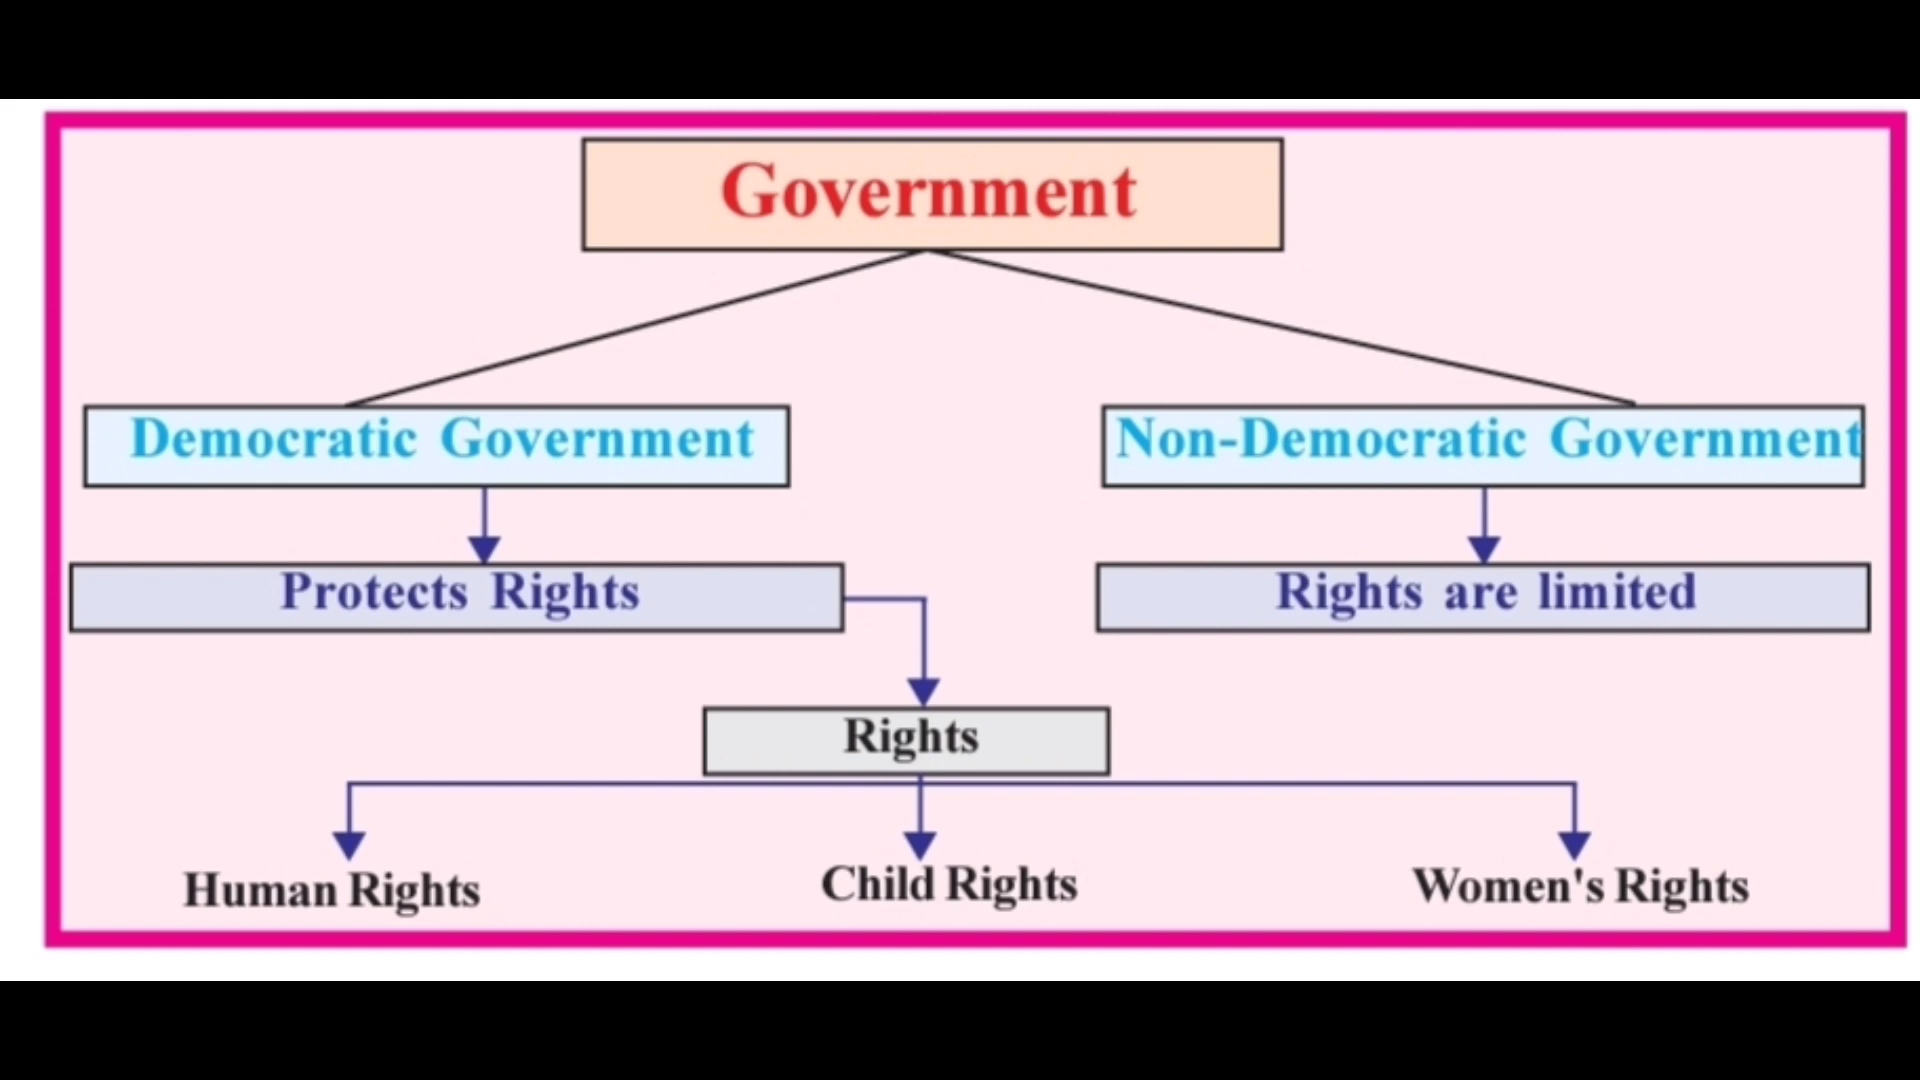 Government
Democratic Government
Non-Democratic Government
Protects Rights
Rights are limited
Rights
Human Rights
Child Rights
Women's Rights